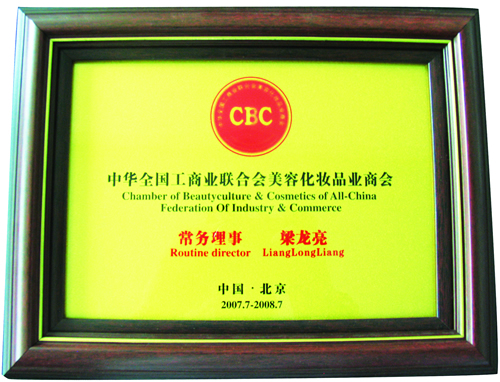 CBC
中华全国工商业联合会美容化妆品业商会
Chamber of Beautyculture & Cosmetics of All-China
Federation Of Industry & Commerce
常务理事 梁龙亮
Routine director LiangLongLiang
中国·北京
2007.7-2008.7